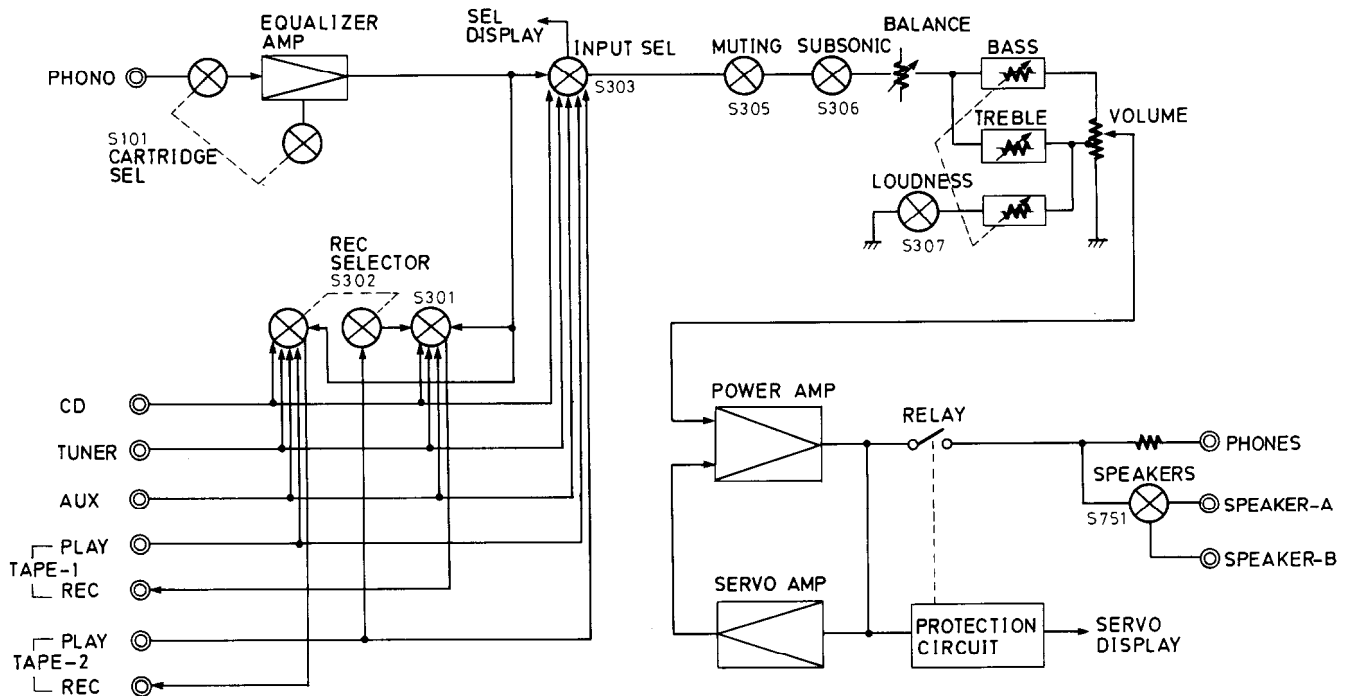 EQUALIZER
AMP
SEL
DISPLAY
INPUT SEL
S303
MUTING
S305
SUBSONIC
S306
BALANCE
BASS
TREBLE
VOLUME
LOUDNESS
S307
PHONO
S101
CARTRIDGE
SEL
REC
SELECTOR
S302
S301
CD
TUNER
AUX
TAPE-1
PLAY
REC
TAPE-2
PLAY
REC
POWER AMP
RELAY
PHONES
SPEAKERS
S7S1
SPEAKER-A
SPEAKER-B
SERVO AMP
PROTECTION
CIRCUIT
SERVO
DISPLAY